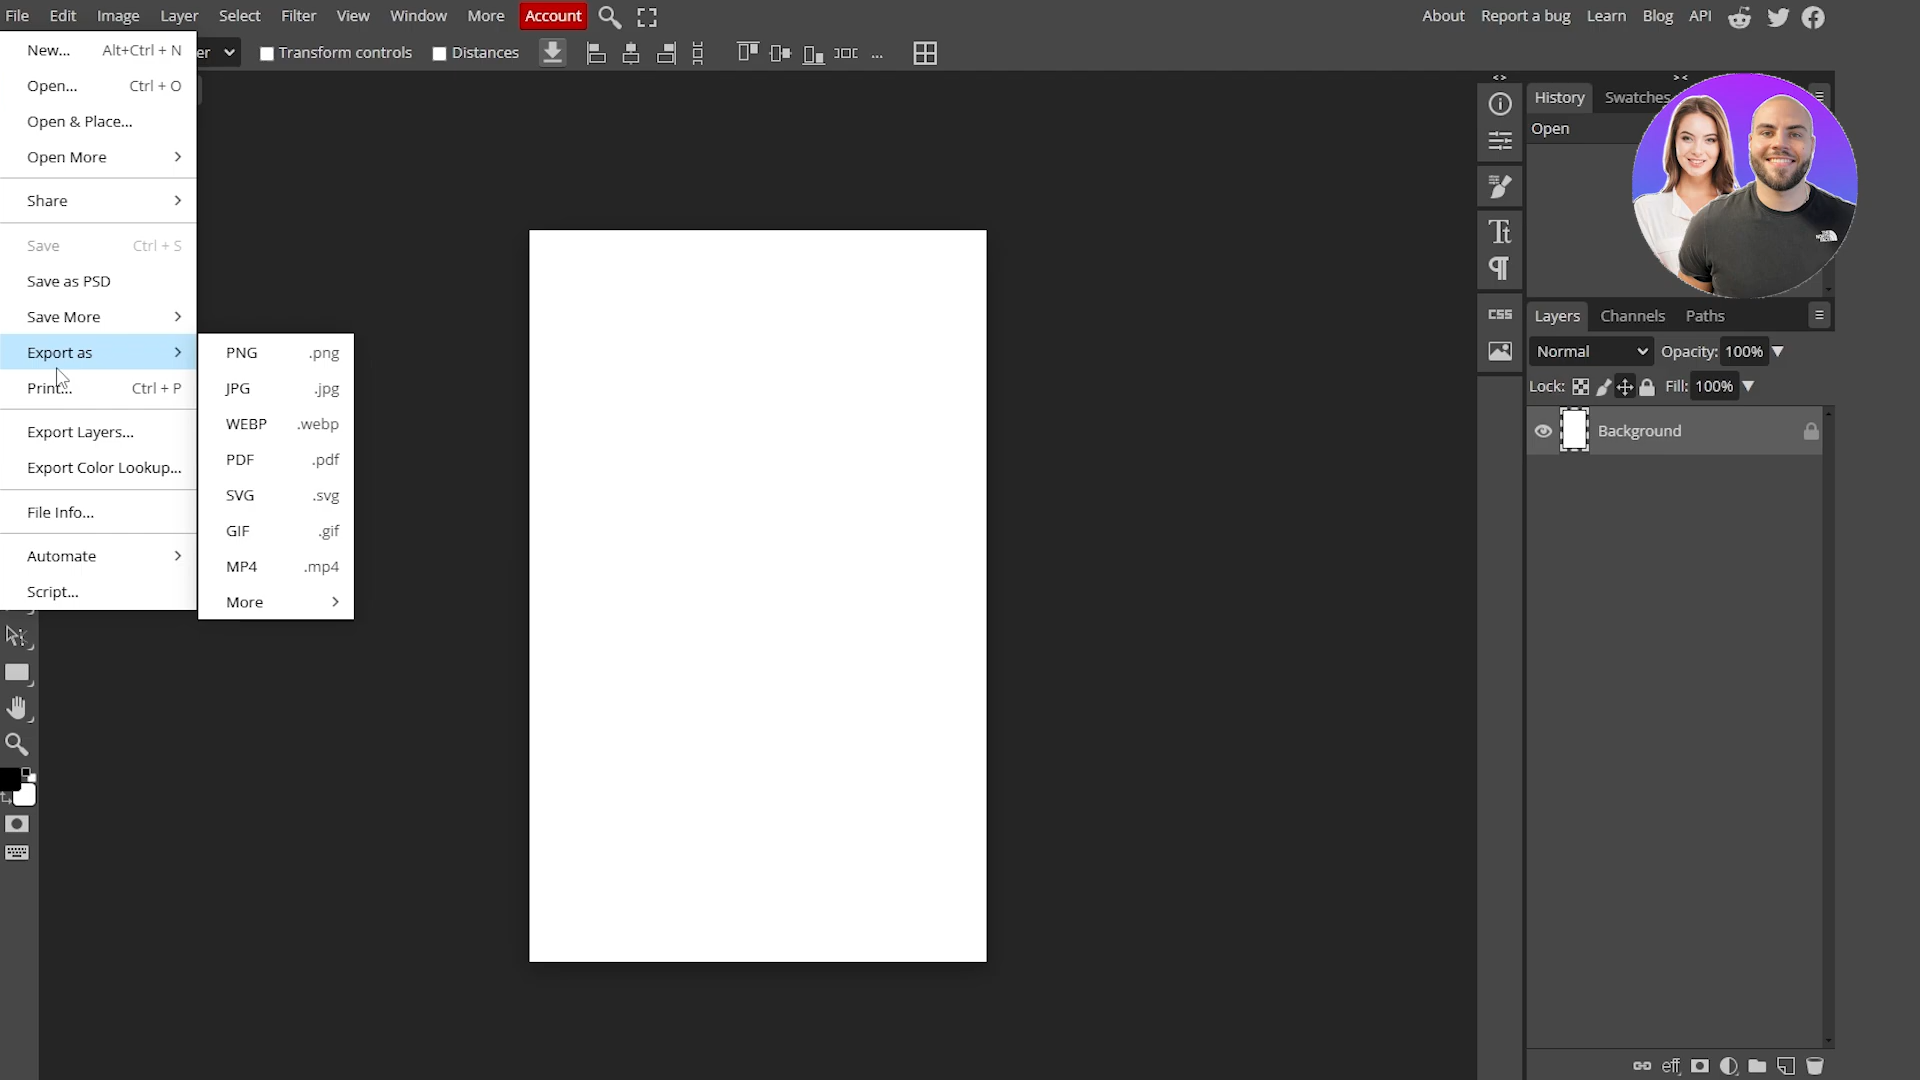 File Edit Image Layer Select Filter View Window More Account About Report a bug Learn Blog API
er Transform controls Distances ...
New... Alt+Ctrl + N
Open... Ctrl + O
Open & Place...
Open More
Share
Save Ctrl + S
Save as PSD
Save More
Export as
Print... Ctrl + P
Export Layers...
Export Color Lookup...
File Info...
Automate
Script...
PNG .png
JPG .jpg
WEBP .webp
PDF .pdf
SVG .svg
GIF .gif
MP4 .mp4
More
CSS
History Swatches
Open
THE NORTH FACE
Layers Channels Paths
Normal Opacity: 100%
Lock: Fill: 100%
Background
eff